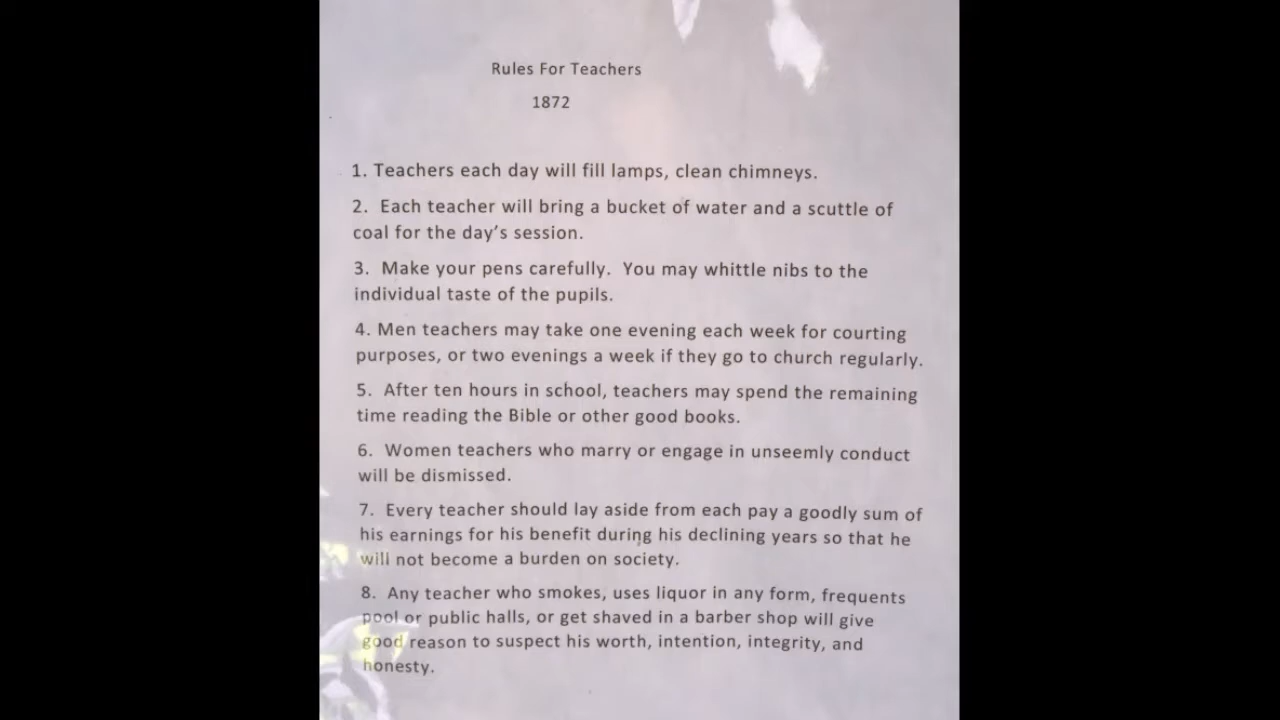 Rules For Teachers
1872
1. Teachers each day will fill lamps, clean chimneys.
2. Each teacher will bring a bucket of water and a scuttle of
coal for the day’s session.
3. Make your pens carefully. You may whittle nibs to the
individual taste of the pupils.
4. Men teachers may take one evening each week for courting
purposes, or two evenings a week if they go to church regularly.
5. After ten hours in school, teachers may spend the remaining
time reading the Bible or other good books.
6. Women teachers who marry or engage in unseemly conduct
will be dismissed.
7. Every teacher should lay aside from each pay a goodly sum of
his earnings for his benefit during his declining years so that he
will not become a burden on society.
8. Any teacher who smokes, uses liquor in any form, frequents
pool or public halls, or get shaved in a barber shop will give
good reason to suspect his worth, intention, integrity, and
honesty.